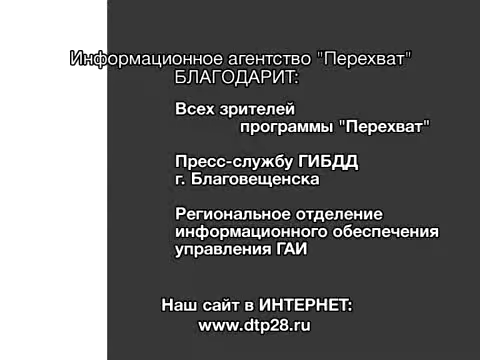 Информационное агентство "Перехват"
БЛАГОДАРИТ:
Всех зрителей
программы "Перехват"
Пресс-службу ГИБДД
г. Благовещенска
Региональное отделение
информационного обеспечения
управления ГАИ
Наш сайт в ИНТЕРНЕТ:
www.dtp28.ru